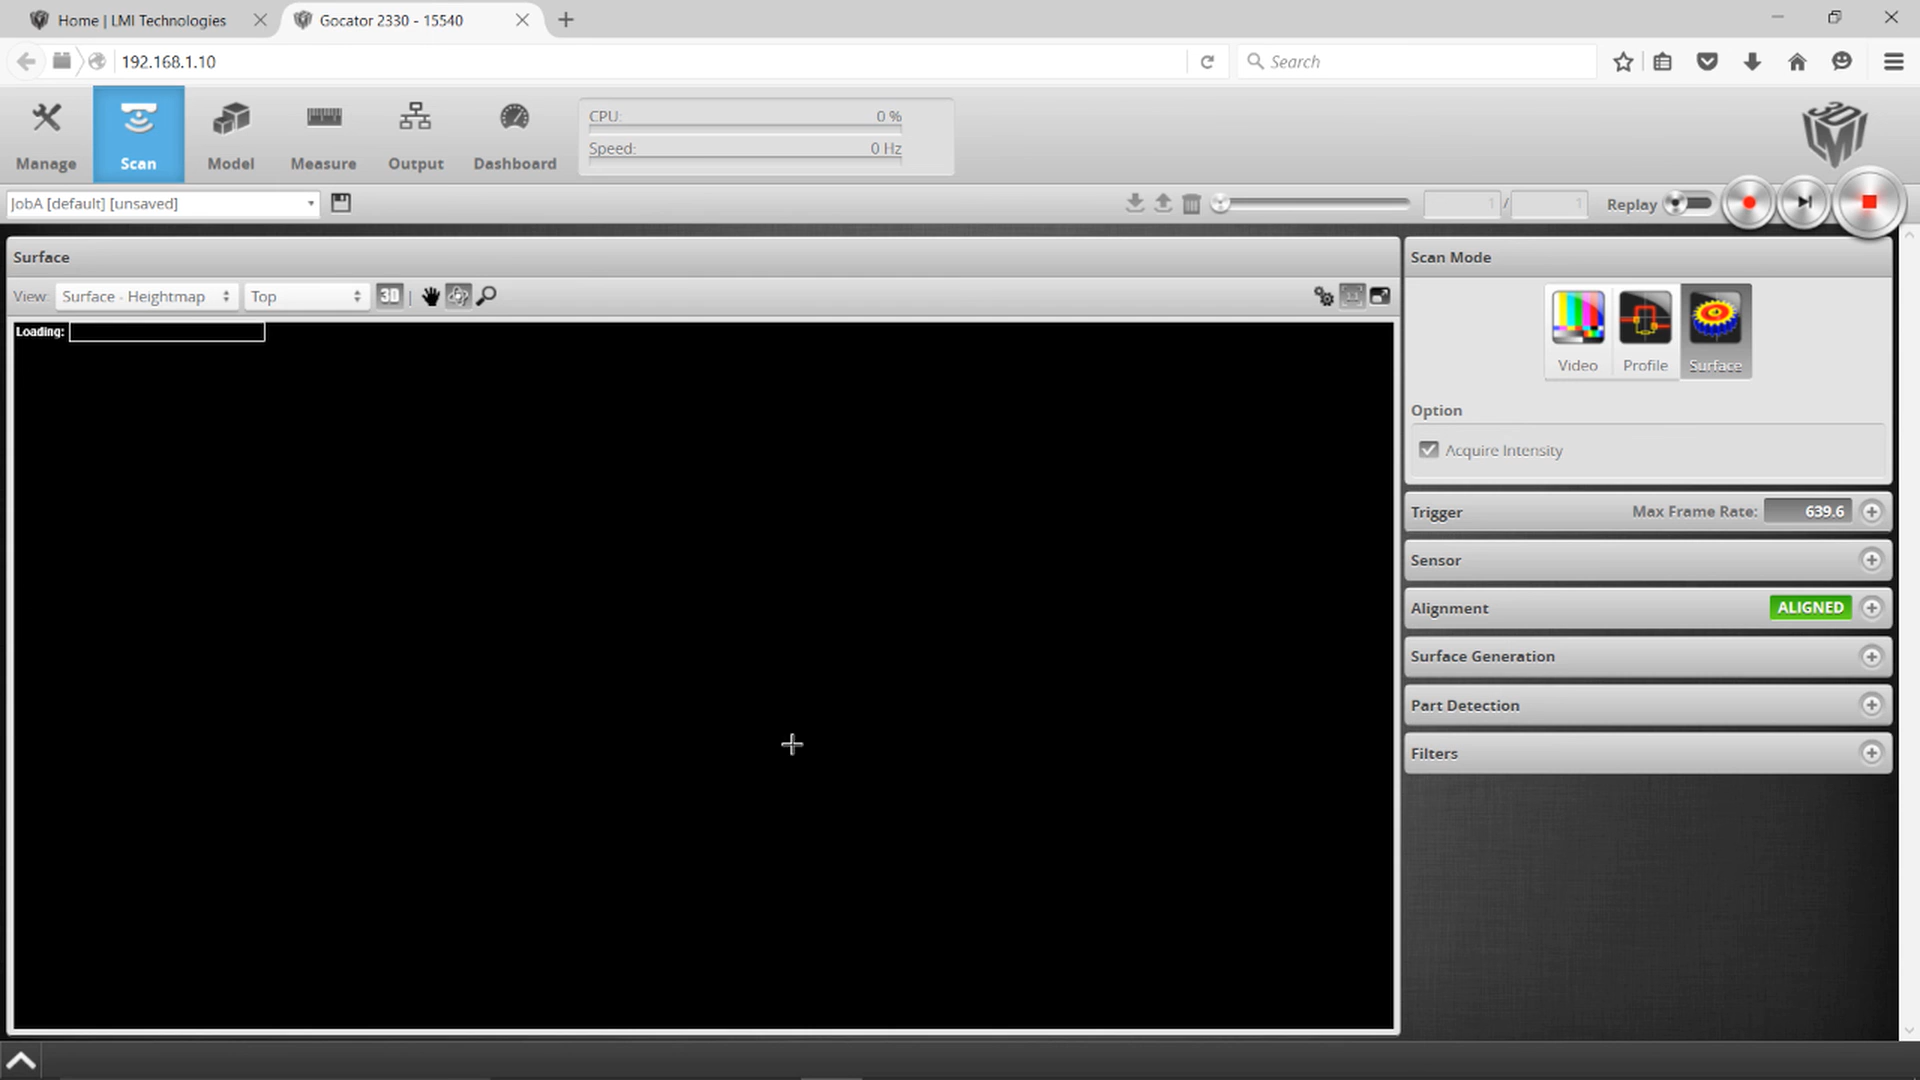 Home | LMI Technologies
Gocator 2330 - 15540
192.168.1.10
Search
Manage
Scan
Model
Measure
Output
Dashboard
CPU: 0 %
Speed: 0 Hz
JobA [default] [unsaved]
1 / 1
Replay
Surface
Scan Mode
View: Surface - Heightmap Top 3D
Loading:
Video
Profile
Surface
Option
Acquire Intensity
Trigger Max Frame Rate: 639.6
Sensor
Alignment ALIGNED
Surface Generation
Part Detection
Filters